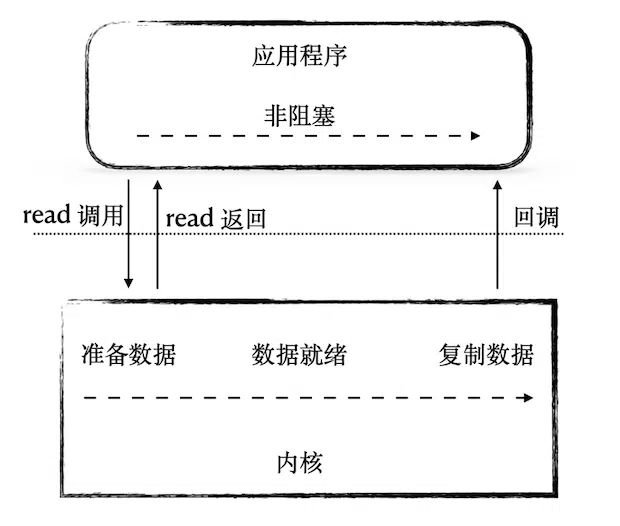 应用程序
非阻塞
read 调用
read 返回
回调
准备数据
数据就绪
复制数据
内核